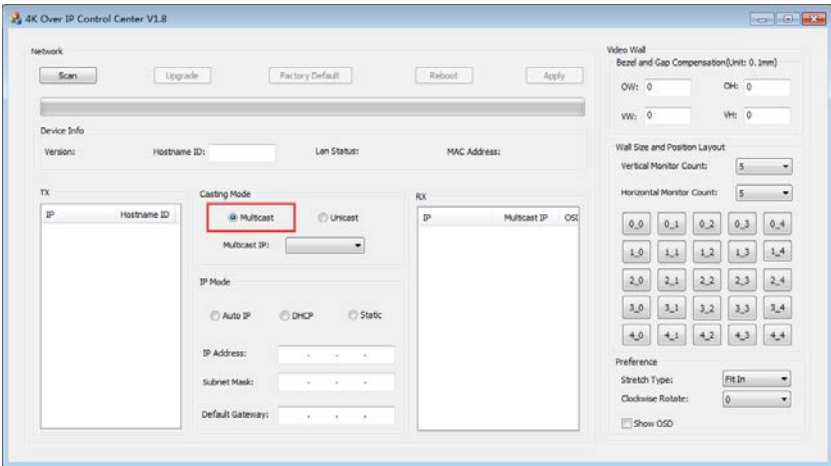 4K Over IP Control Center V1.8
Network
Scan
Upgrade
Factory Default
Reboot
Apply
Device Info
Version:
Hostname ID:
Lan Status:
MAC Address:
TX
IP Hostname ID
Casting Mode
Multicast
Unicast
Multicast IP:
IP Mode
Auto IP
DHCP
Static
IP Address:
Subnet Mask:
Default Gateway:
RX
IP Multicast IP OSI
Video Wall
Bezel and Gap Compensation(Unit: 0.1mm)
OW: 0 OH: 0
VW: 0 VH: 0
Wall Size and Position Layout
Vertical Monitor Count: 5
Horizontal Monitor Count: 5
0_0 0_1 0_2 0_3 0_4
1_0 1_1 1_2 1_3 1_4
2_0 2_1 2_2 2_3 2_4
3_0 3_1 3_2 3_3 3_4
4_0 4_1 4_2 4_3 4_4
Preference
Stretch Type: Fit In
Clockwise Rotate: 0
Show OSD